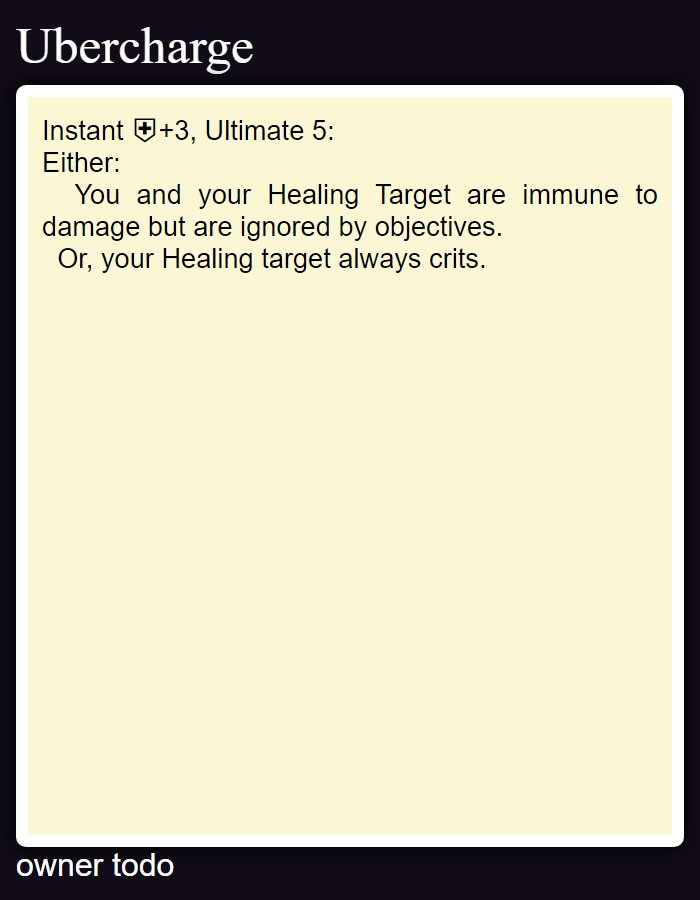 Ubercharge
Instant ⛨+3, Ultimate 5:
Either:
You and your Healing Target are immune to
damage but are ignored by objectives.
Or, your Healing target always crits.
owner todo